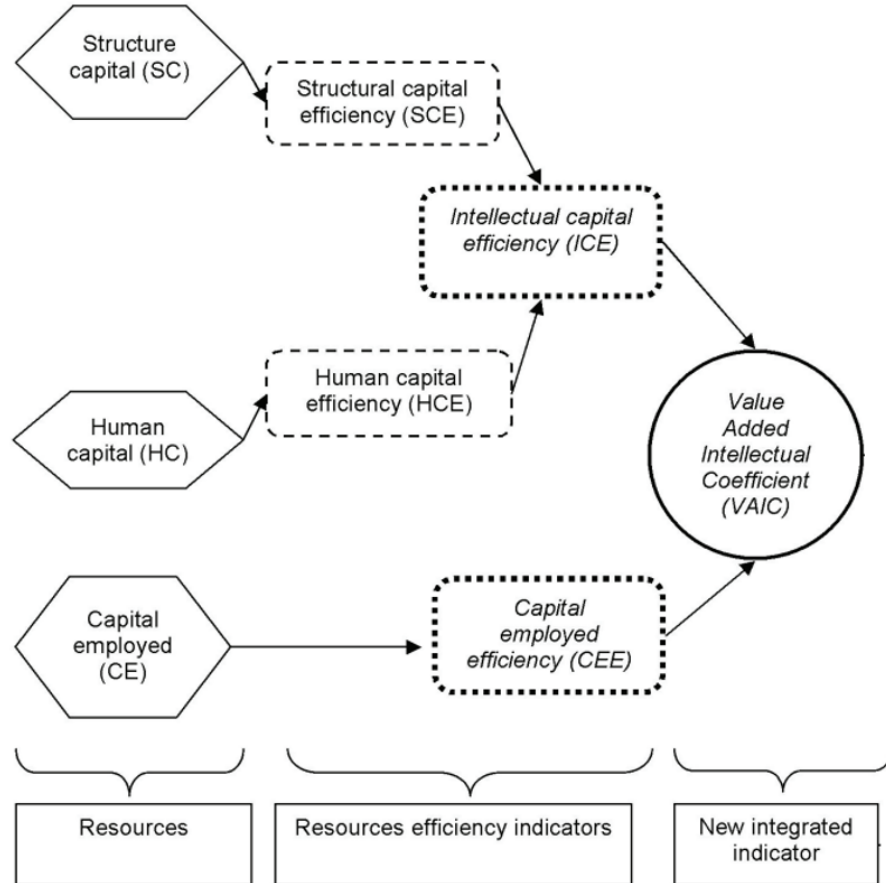 Structure
capital (SC)
Structural capital
efficiency (SCE)
Intellectual capital
efficiency (ICE)
Human capital
efficiency (HCE)
Human
capital (HC)
Value
Added
Intellectual
Coefficient
(VAIC)
Capital
employed
(CE)
Capital
employed
efficiency (CEE)
Resources
Resources efficiency indicators
New integrated
indicator